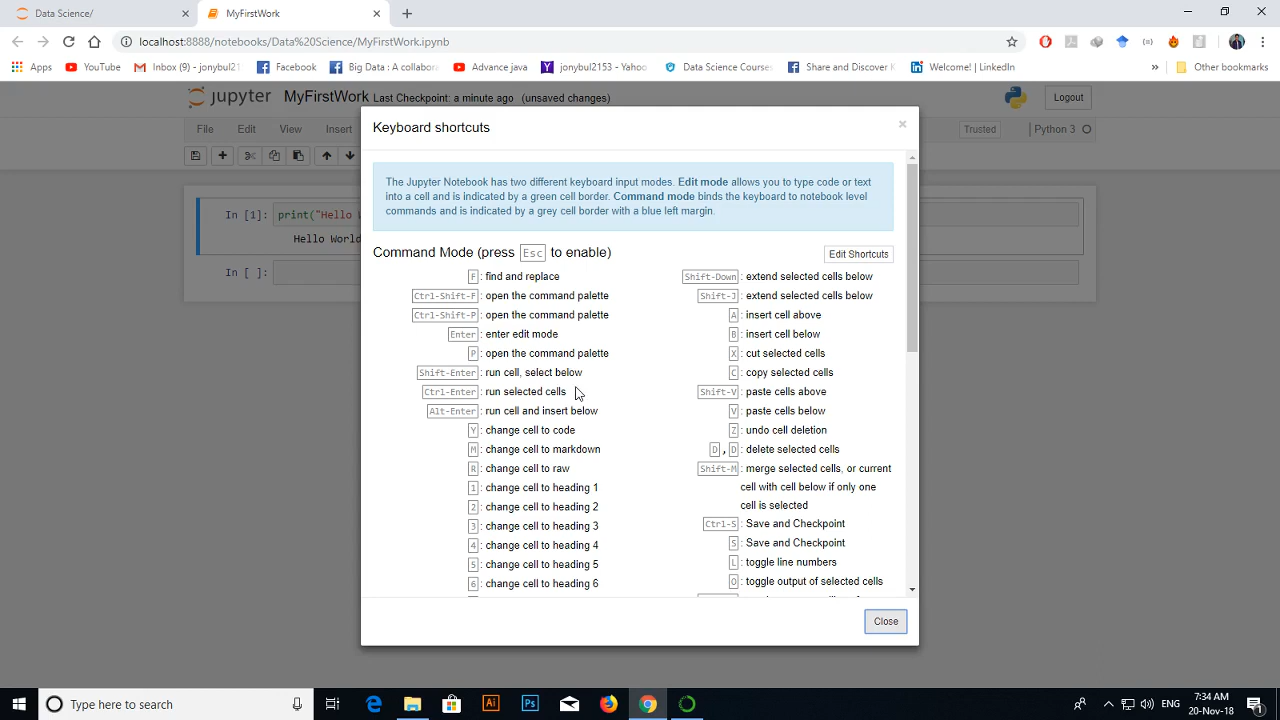 Data Science/
MyFirstWork
localhost:8888/notebooks/Data%20Science/MyFirstWork.ipynb
Apps YouTube Inbox (9) - jonybul21 Facebook Big Data : A collabora Advance java jonybul2153 - Yahoo Data Science Courses Share and Discover K Welcome! | LinkedIn » Other bookmarks
jupyter MyFirstWork Last Checkpoint: a minute ago (unsaved changes) Logout
File Edit View Insert Trusted Python 3
In [1]: print("Hello
Hello World
In [ ]:
Keyboard shortcuts ×
The Jupyter Notebook has two different keyboard input modes. Edit mode allows you to type code or text
into a cell and is indicated by a green cell border. Command mode binds the keyboard to notebook level
commands and is indicated by a grey cell border with a blue left margin.
Command Mode (press Esc to enable) Edit Shortcuts
F : find and replace
Ctrl-Shift-F : open the command palette
Ctrl-Shift-P : open the command palette
Enter : enter edit mode
P : open the command palette
Shift-Enter : run cell, select below
Ctrl-Enter : run selected cells
Alt-Enter : run cell and insert below
Y : change cell to code
M : change cell to markdown
R : change cell to raw
1 : change cell to heading 1
2 : change cell to heading 2
3 : change cell to heading 3
4 : change cell to heading 4
5 : change cell to heading 5
6 : change cell to heading 6
Shift-Down : extend selected cells below
Shift-J : extend selected cells below
A : insert cell above
B : insert cell below
X : cut selected cells
C : copy selected cells
Shift-V : paste cells above
V : paste cells below
Z : undo cell deletion
D , D : delete selected cells
Shift-M : merge selected cells, or current
cell with cell below if only one
cell is selected
Ctrl-S : Save and Checkpoint
S : Save and Checkpoint
L : toggle line numbers
O : toggle output of selected cells
Close
Type here to search
Ai
Ps
ENG
7:34 AM
20-Nov-18